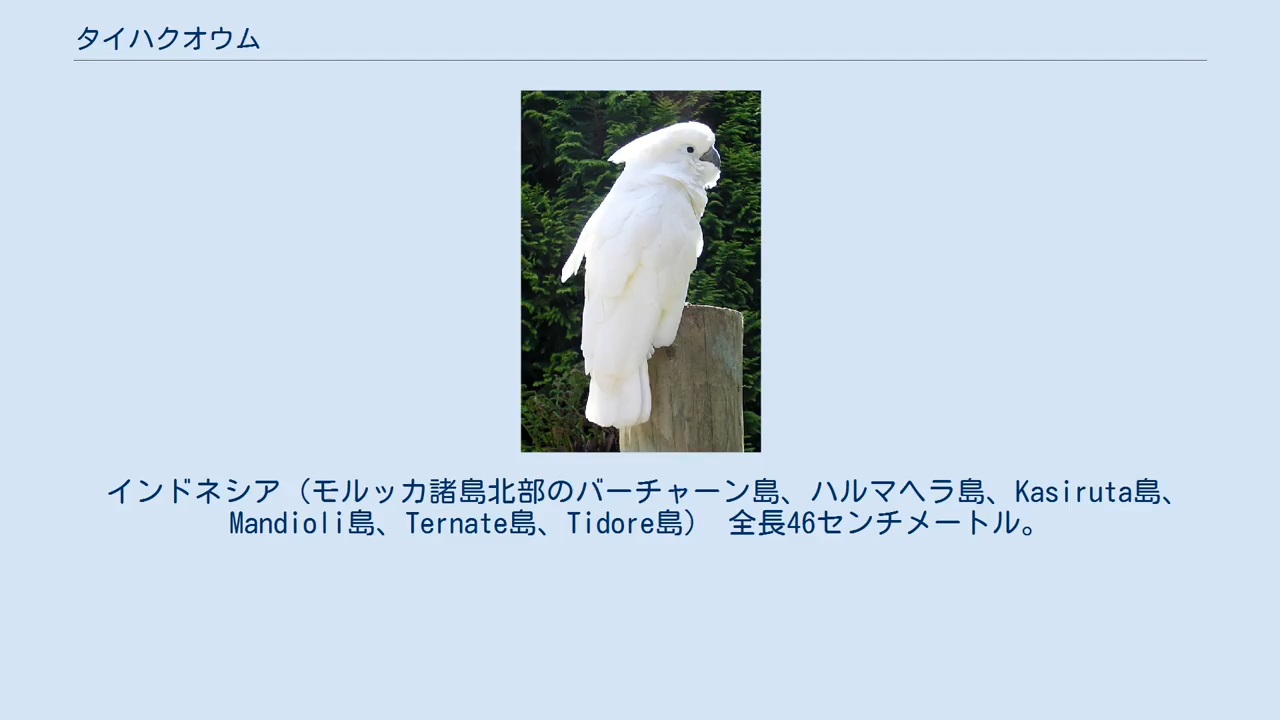 タイハクオウム
インドネシア（モルッカ諸島北部のバーチャーン島、ハルマヘラ島、Kasiruta島、
Mandioli島、Ternate島、Tidore島）　全長46センチメートル。